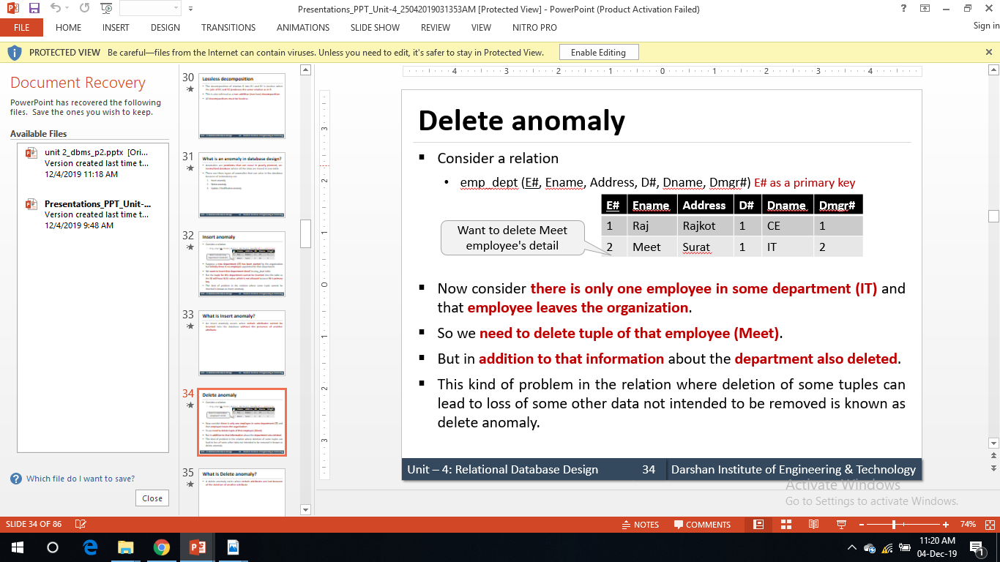 Presentations_PPT_Unit-4_25042019031353AM [Protected View] - PowerPoint (Product Activation Failed)
FILE HOME INSERT DESIGN TRANSITIONS ANIMATIONS SLIDE SHOW REVIEW VIEW NITRO PRO Sign in
PROTECTED VIEW Be careful—files from the Internet can contain viruses. Unless you need to edit, it's safer to stay in Protected View. Enable Editing
Document Recovery
PowerPoint has recovered the following
files. Save the ones you wish to keep.
Available Files
unit 2_dbms_p2.pptx [Ori...
Version created last time t...
12/4/2019 11:18 AM
Presentations_PPT_Unit-...
Version created last time t...
12/4/2019 9:48 AM
Which file do I want to save?
Close
30
Lossless decomposition
31
What is an anomaly in database design?
32
Insert anomaly
33
What is Insert anomaly?
34
Delete anomaly
35
What is Delete anomaly?
4 3 2 1 0 1 2 3 4
3
2
1
0
1
2
3
Delete anomaly
Consider a relation
emp_dept (E#, Ename, Address, D#, Dname, Dmgr#) E# as a primary key
E# Ename Address D# Dname Dmgr#
1 Raj Rajkot 1 CE 1
2 Meet Surat 1 IT 2
Want to delete Meet
employee's detail
Now consider there is only one employee in some department (IT) and
that employee leaves the organization.
So we need to delete tuple of that employee (Meet).
But in addition to that information about the department also deleted.
This kind of problem in the relation where deletion of some tuples can
lead to loss of some other data not intended to be removed is known as
delete anomaly.
Unit – 4: Relational Database Design 34 Darshan Institute of Engineering & Technology
Activate Windows
Go to Settings to activate Windows.
SLIDE 34 OF 86 NOTES COMMENTS 74%
11:20 AM
04-Dec-19
1